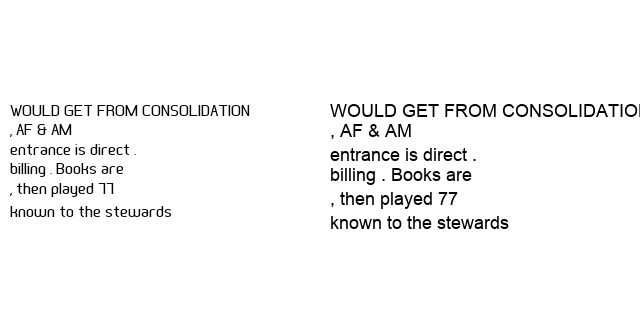 WOULD GET FROM CONSOLIDATION
, AF & AM
entrance is direct .
billing . Books are
, then played 77
known to the stewards
WOULD GET FROM CONSOLIDATIO
, AF & AM
entrance is direct .
billing . Books are
, then played 77
known to the stewards